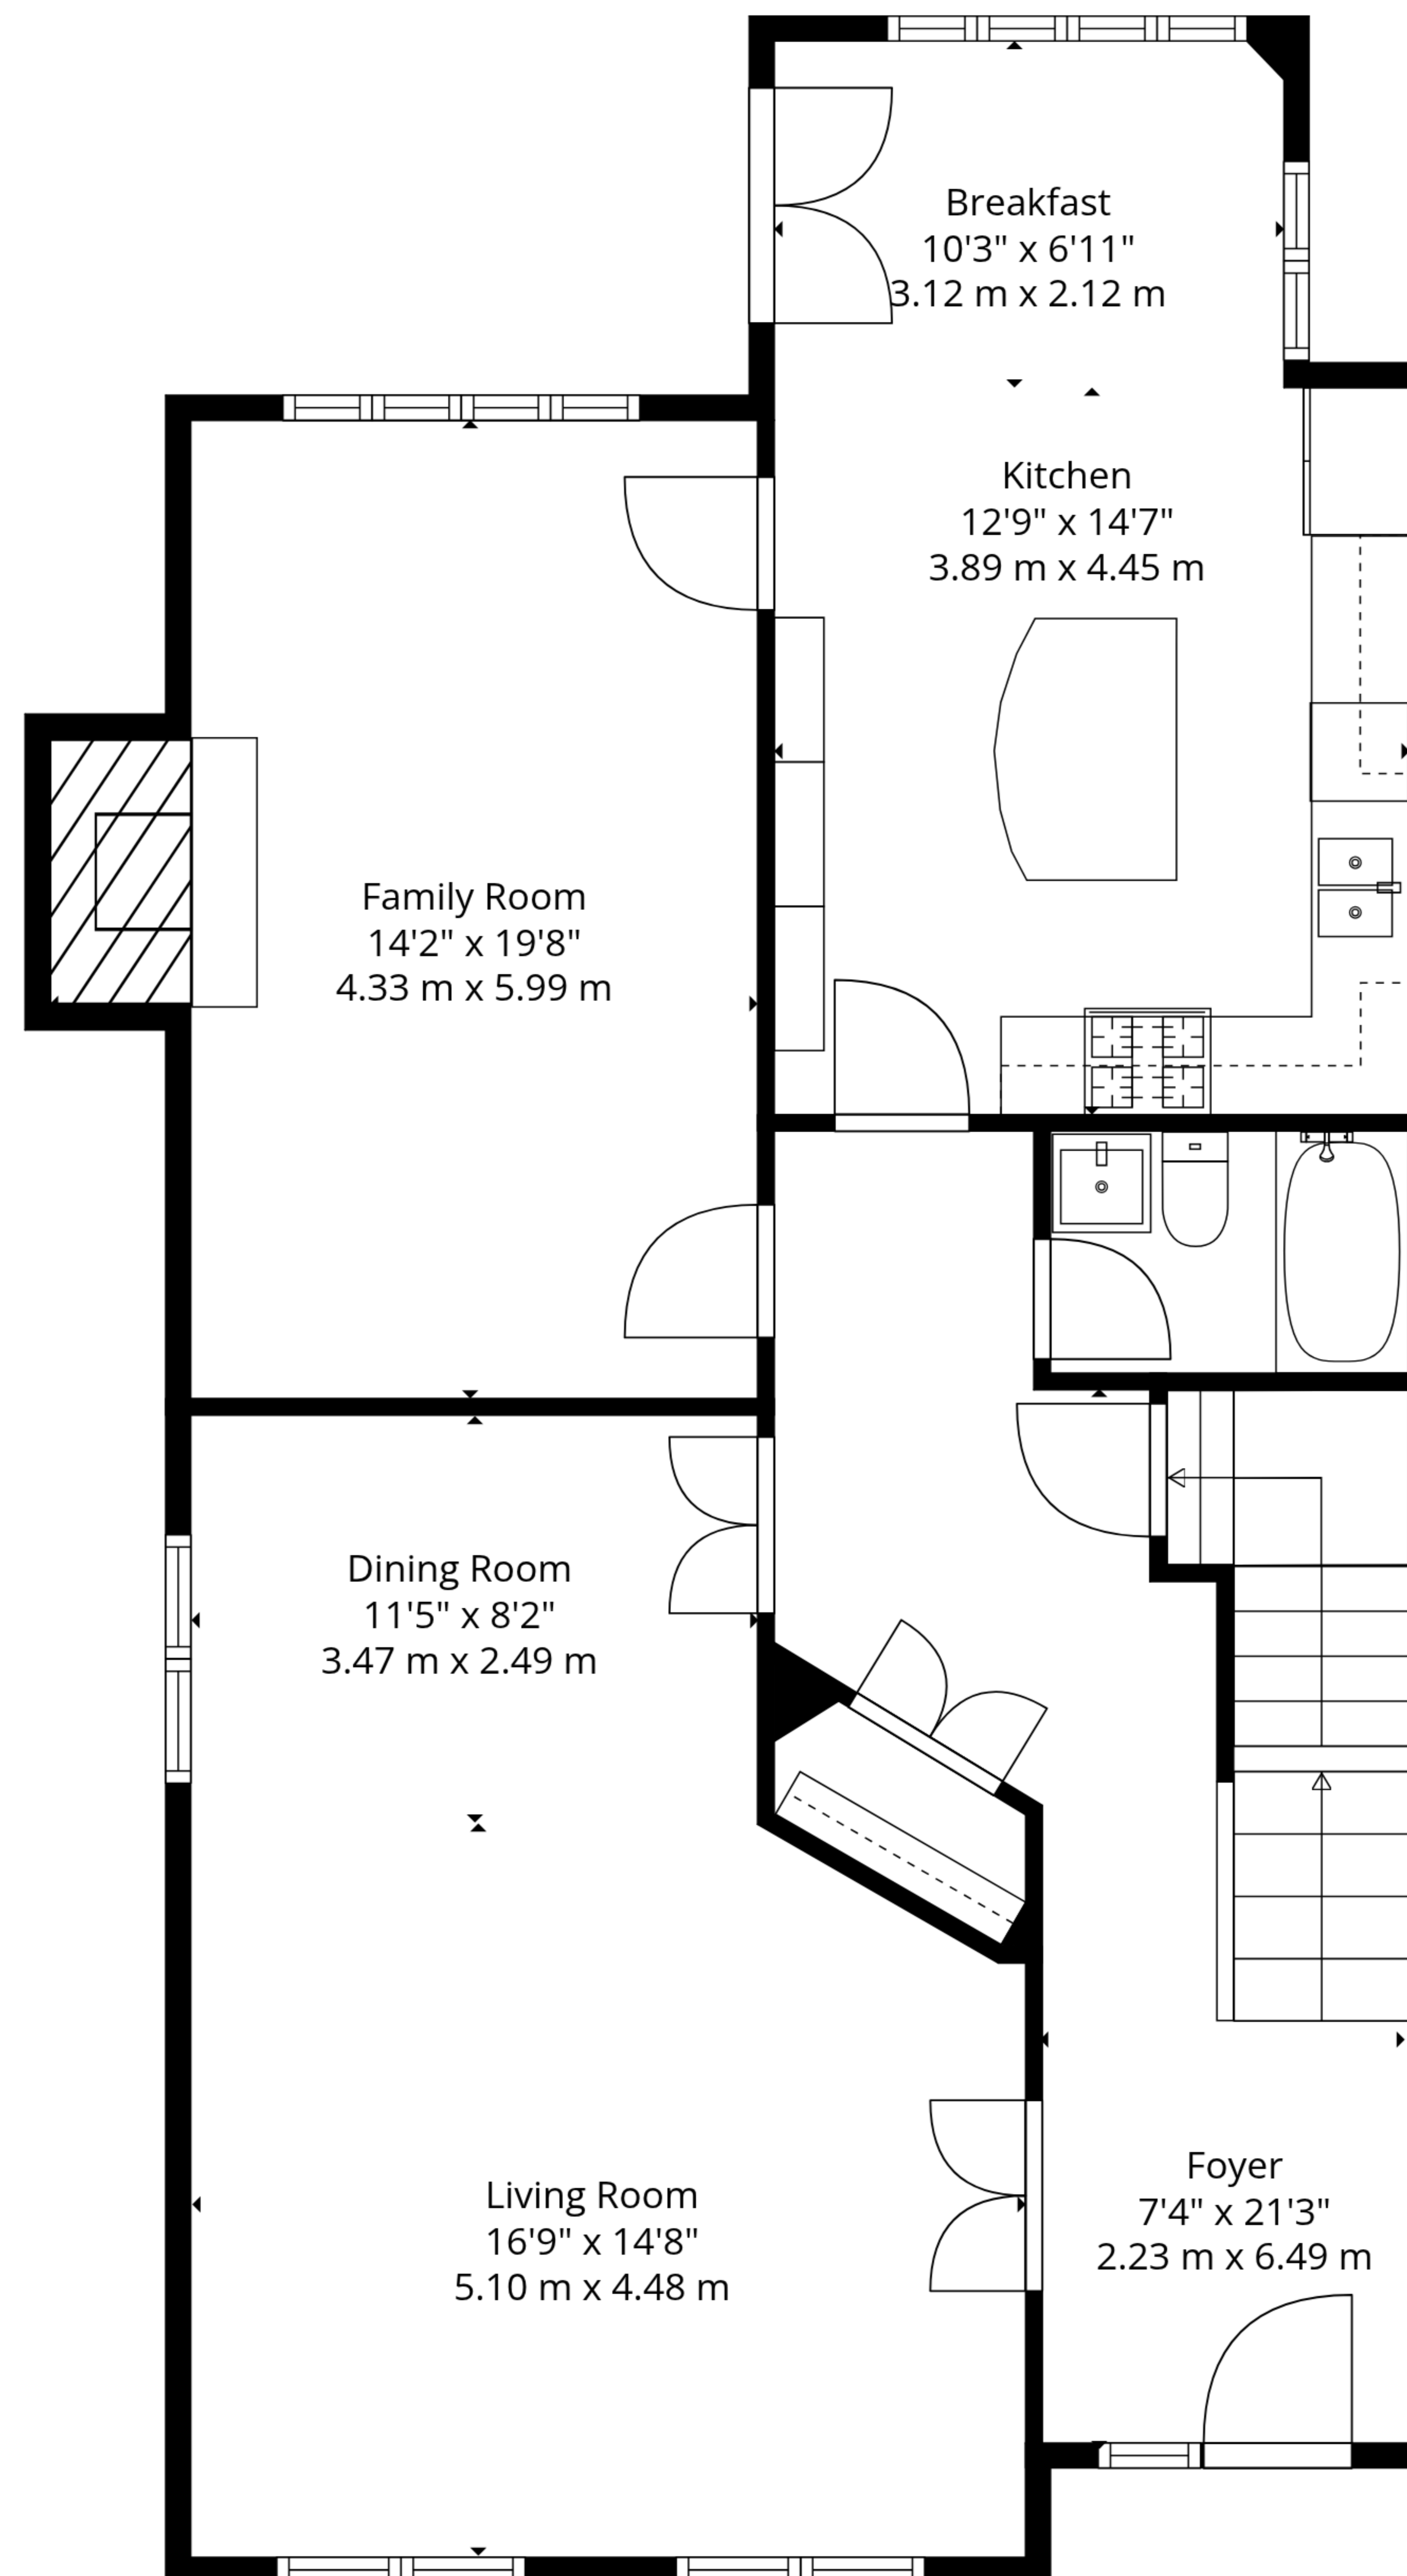 Breakfast
10'3" x 6'11"
3.12 m x 2.12 m
Kitchen
12'9" x 14'7"
3.89 m x 4.45 m
Family Room
14'2" x 19'8"
4.33 m x 5.99 m
Dining Room
11'5" x 8'2"
3.47 m x 2.49 m
Living Room
16'9" x 14'8"
5.10 m x 4.48 m
Foyer
7'4" x 21'3"
2.23 m x 6.49 m